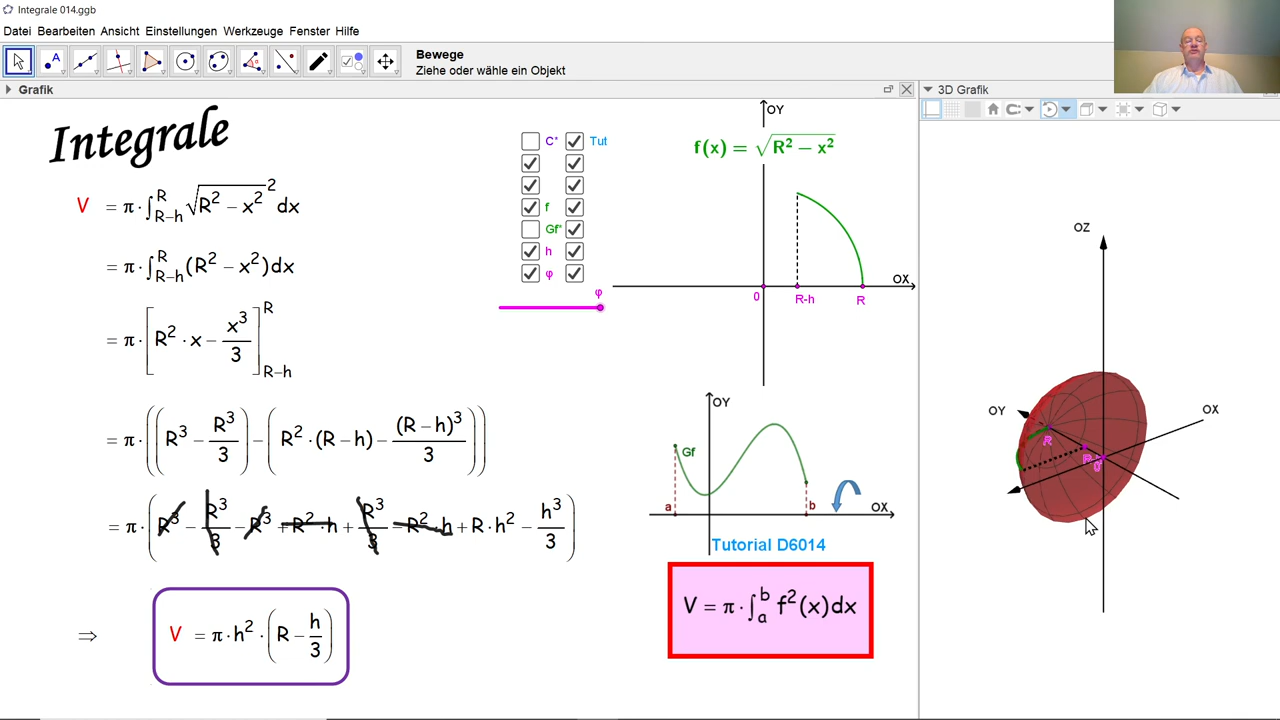 Integrale 014.ggb
Datei Bearbeiten Ansicht Einstellungen Werkzeuge Fenster Hilfe
Bewege
Ziehe oder wähle ein Objekt
Grafik
3D Grafik
Integrale
V = π·∫_{R-h}^{R} √(R² − x²)² dx
= π·∫_{R-h}^{R} (R² − x²)dx
= π·[R²·x − x³/3]_{R−h}^{R}
= π·((R³ − R³/3) − (R²·(R−h) − (R−h)³/3))
= π·(R³ − R³/3 − R³ + R²·h + R³/3 − R²·h + R·h² − h³/3)
⇒ V = π·h²·(R − h/3)
C' Tut
f
Gf'
h
φ
φ
OY
f(x) = √(R² − x²)
OX
0 R-h R
OY
Gf
a b OX
Tutorial D6014
V = π·∫_a^b f²(x)dx
OZ
OY OX
R
R
0